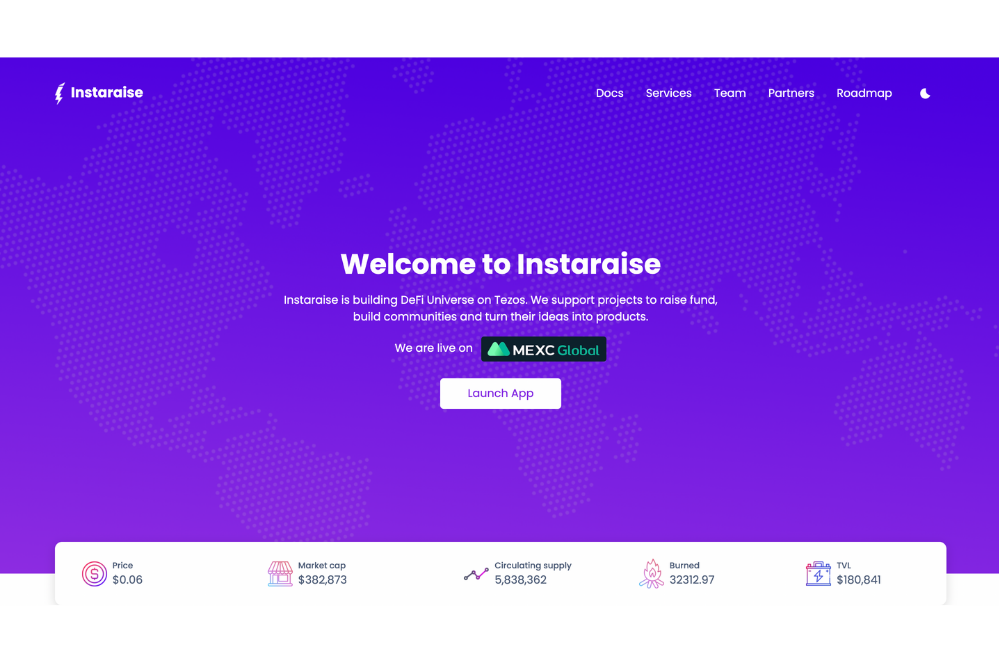 Instaraise
Docs Services Team Partners Roadmap
Welcome to Instaraise
Instaraise is building DeFi Universe on Tezos. We support projects to raise fund,
build communities and turn their ideas into products.
We are live on MEXC Global
Launch App
Price
$0.06
Market cap
$382,873
Circulating supply
5,838,362
Burned
32312.97
TVL
$180,841